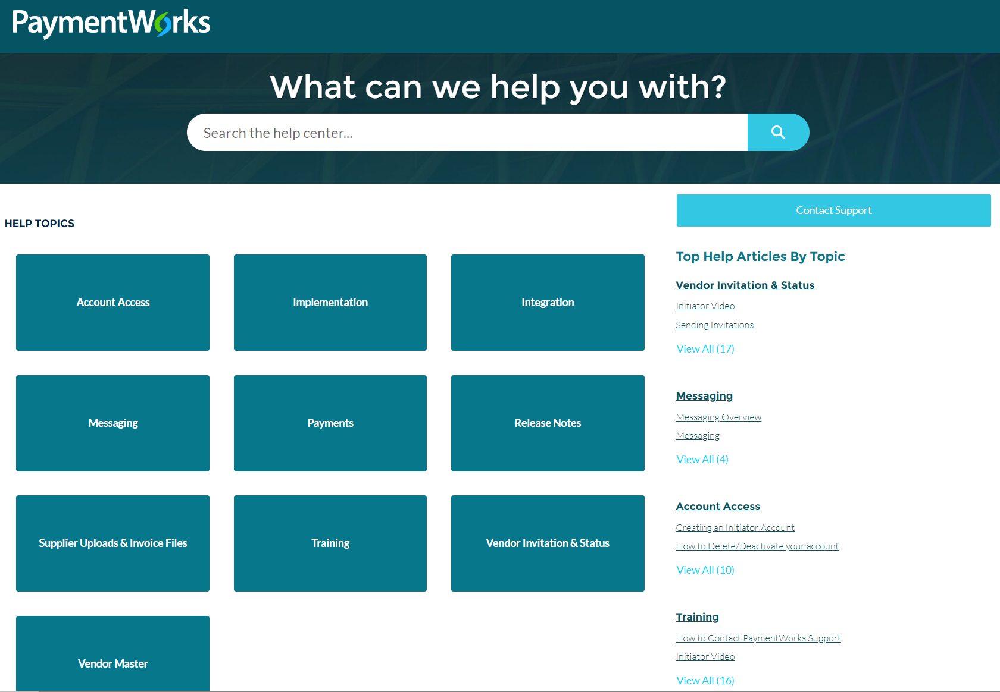 PaymentWorks
What can we help you with?
Search the help center...
Contact Support
HELP TOPICS
Account Access
Implementation
Integration
Messaging
Payments
Release Notes
Supplier Uploads & Invoice Files
Training
Vendor Invitation & Status
Vendor Master
Top Help Articles By Topic
Vendor Invitation & Status
Initiator Video
Sending Invitations
View All (17)
Messaging
Messaging Overview
Messaging
View All (4)
Account Access
Creating an Initiator Account
How to Delete/Deactivate your account
View All (10)
Training
How to Contact PaymentWorks Support
Initiator Video
View All (16)